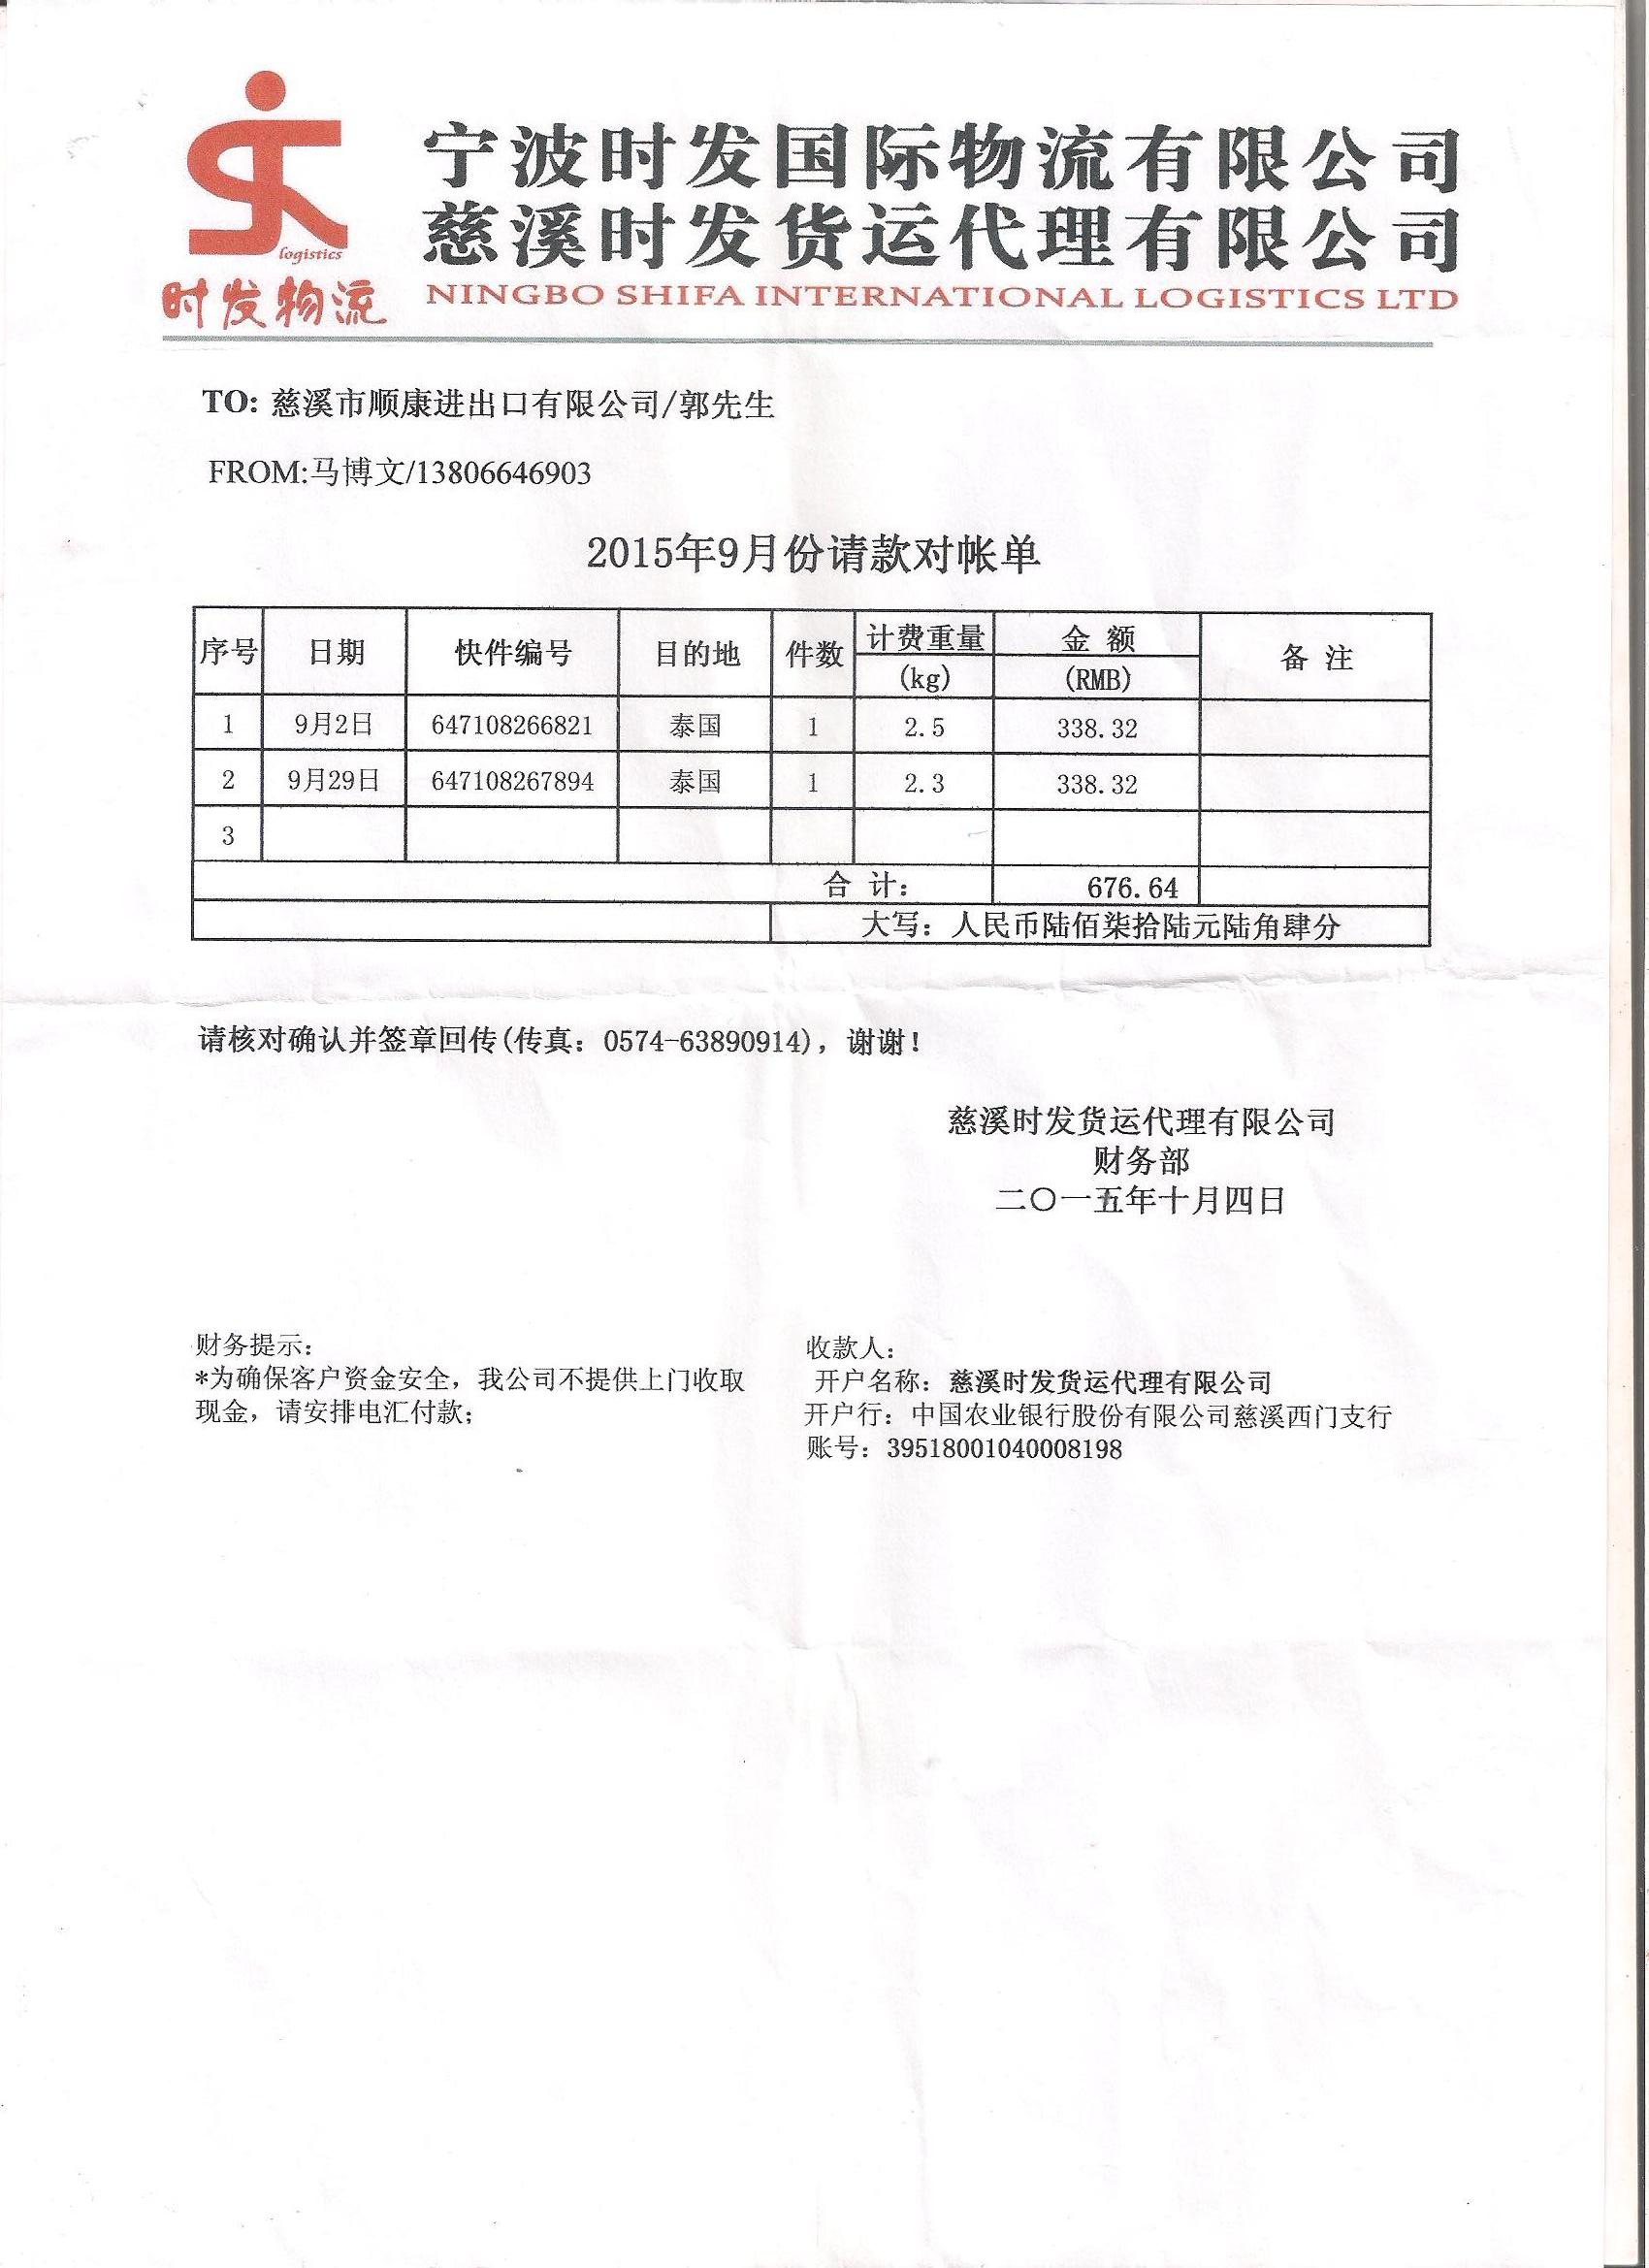 宁波时发国际物流有限公司
慈溪时发货运代理有限公司
NINGBO SHIFA INTERNATIONAL LOGISTICS LTD
logistics
时发物流
TO: 慈溪市顺康进出口有限公司/郭先生
FROM:马博文/13806646903
2015年9月份请款对帐单
序号 日期 快件编号 目的地 件数 计费重量 (kg) 金 额 (RMB) 备 注
1 9月2日 647108266821 泰国 1 2.5 338.32
2 9月29日 647108267894 泰国 1 2.3 338.32
3
合 计: 676.64
大写: 人民币陆佰柒拾陆元陆角肆分
请核对确认并签章回传(传真: 0574-63890914), 谢谢!
慈溪时发货运代理有限公司
财务部
二〇一五年十月四日
财务提示:
*为确保客户资金安全, 我公司不提供上门收取
现金, 请安排电汇付款;
收款人:
开户名称: 慈溪时发货运代理有限公司
开户行: 中国农业银行股份有限公司慈溪西门支行
账号: 39518001040008198